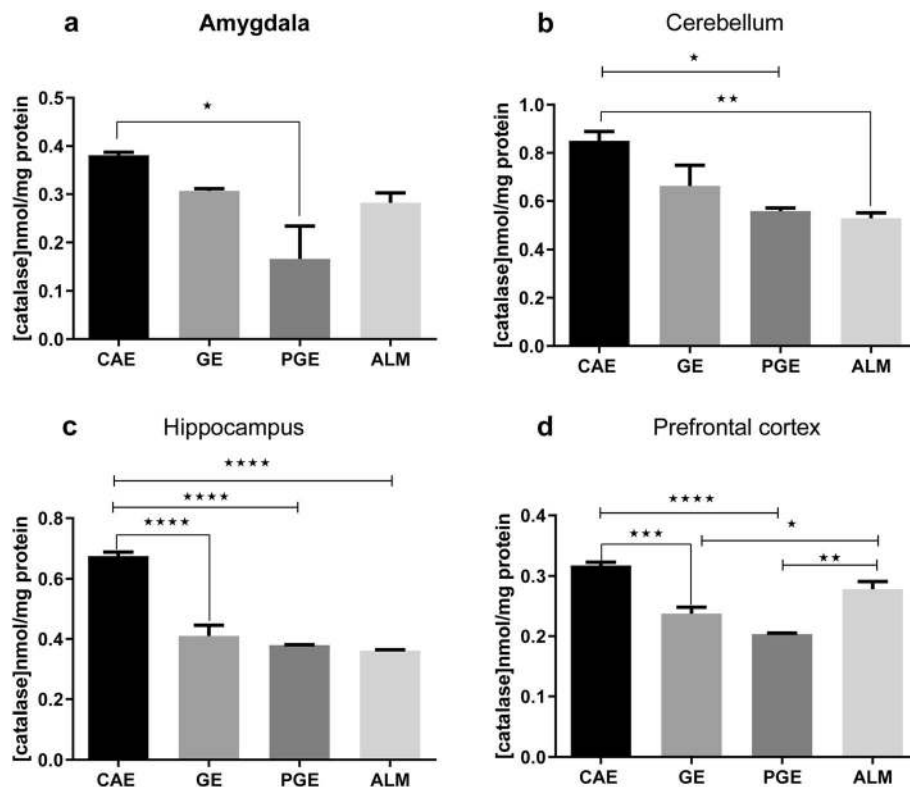 a Amygdala
★
[catalase]nmol/mg protein
0.5
0.4
0.3
0.2
0.1
0.0
CAE GE PGE ALM
b Cerebellum
★
★★
[catalase]nmol/mg protein
1.0
0.8
0.6
0.4
0.2
0.0
CAE GE PGE ALM
c Hippocampus
★★★★
★★★★
★★★★
[catalase]nmol/mg protein
0.8
0.6
0.4
0.2
0.0
CAE GE PGE ALM
d Prefrontal cortex
★★★★
★
★★★
★★
[catalase]nmol/mg protein
0.4
0.3
0.2
0.1
0.0
CAE GE PGE ALM